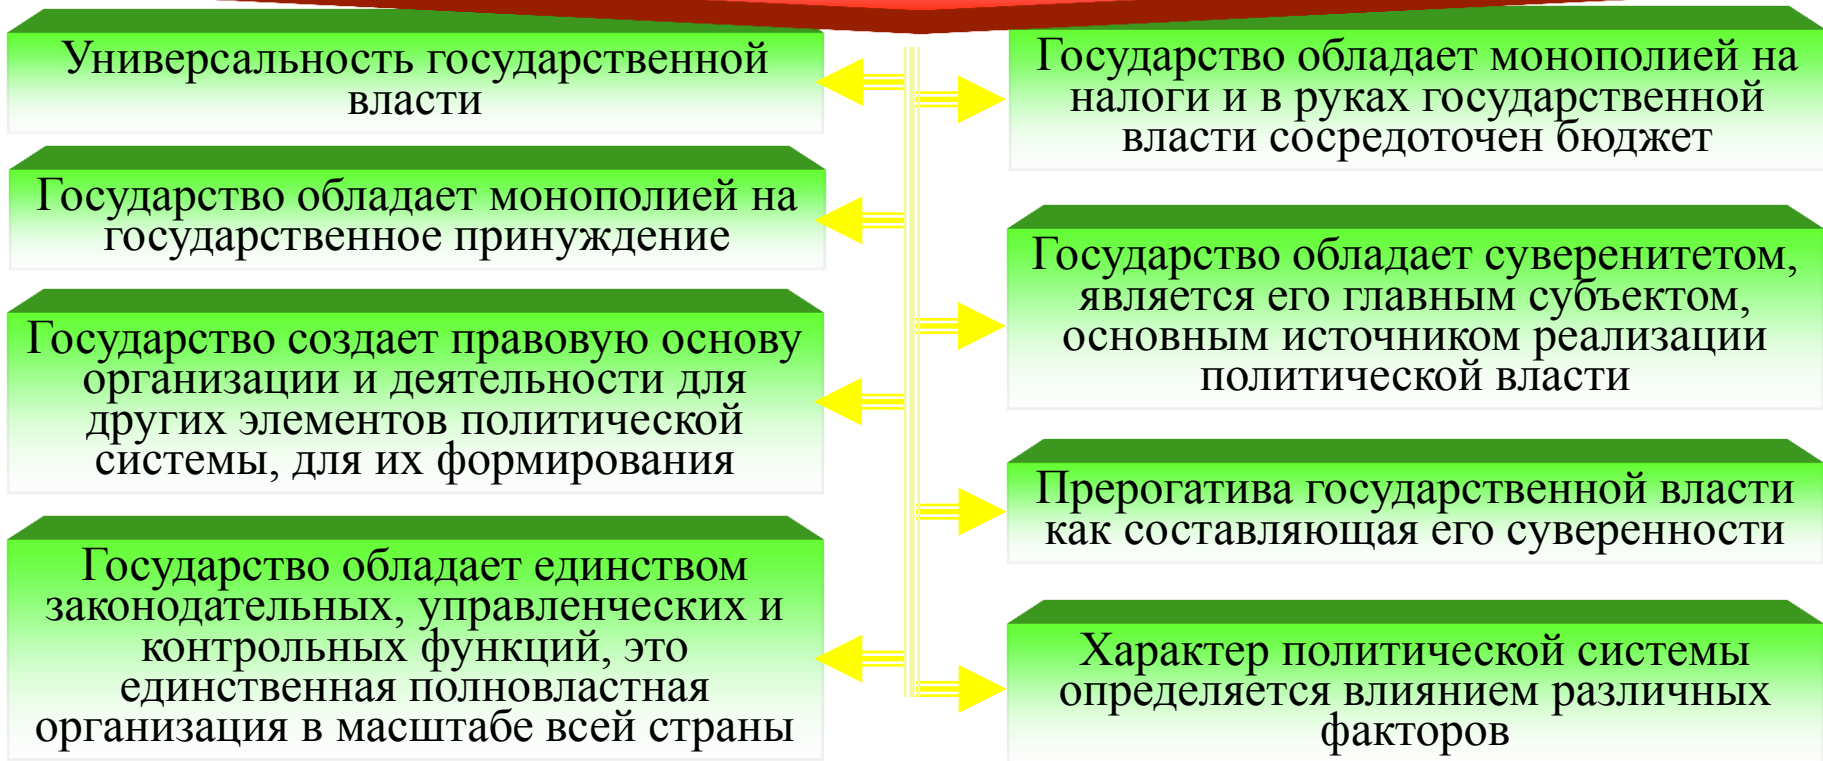 Универсальность государственной
власти
Государство обладает монополией на
государственное принуждение
Государство создает правовую основу
организации и деятельности для
других элементов политической
системы, для их формирования
Государство обладает единством
законодательных, управленческих и
контрольных функций, это
единственная полновластная
организация в масштабе всей страны
Государство обладает монополией на
налоги и в руках государственной
власти сосредоточен бюджет
Государство обладает суверенитетом,
является его главным субъектом,
основным источником реализации
политической власти
Прерогатива государственной власти
как составляющая его суверенности
Характер политической системы
определяется влиянием различных
факторов